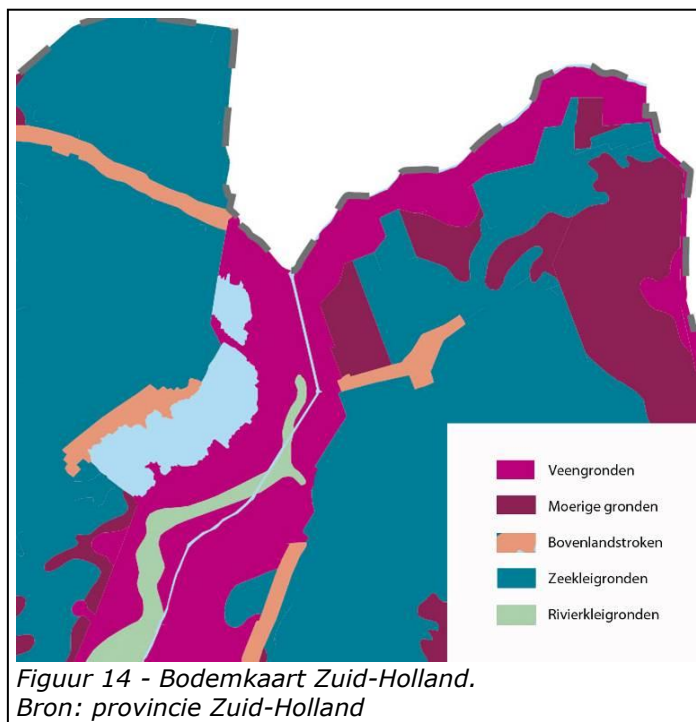 Veengronden
Moerige gronden
Bovenlandstroken
Zeekleigronden
Rivierkleigronden
Figuur 14 - Bodemkaart Zuid-Holland.
Bron: provincie Zuid-Holland